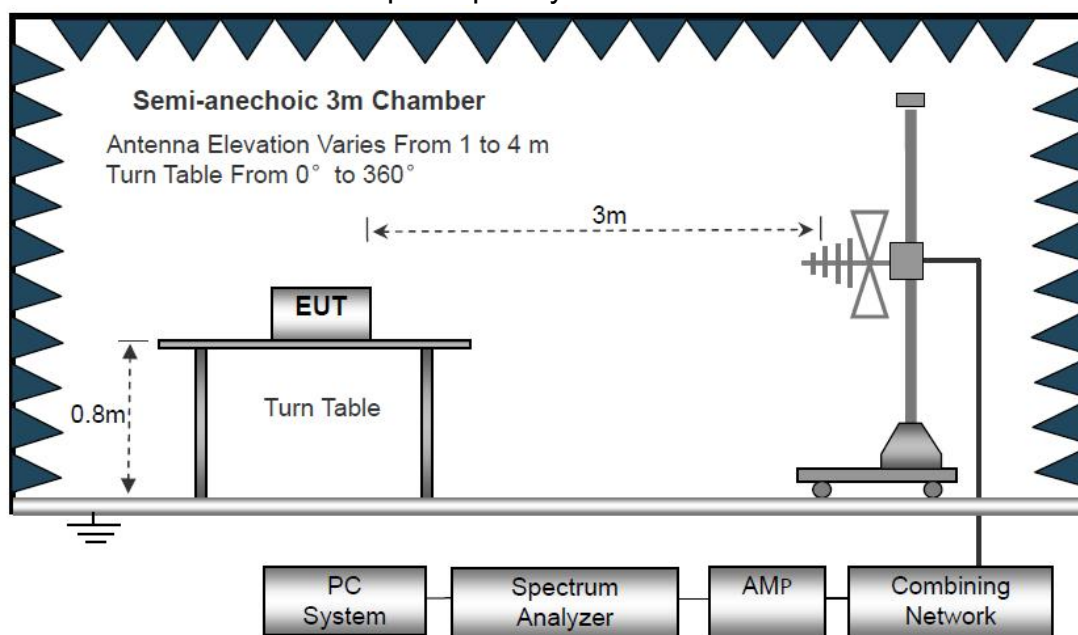 Semi-anechoic 3m Chamber
Antenna Elevation Varies From 1 to 4 m
Turn Table From 0° to 360°
3m
EUT
0.8m
Turn Table
PC
System
Spectrum
Analyzer
AMP
Combining
Network